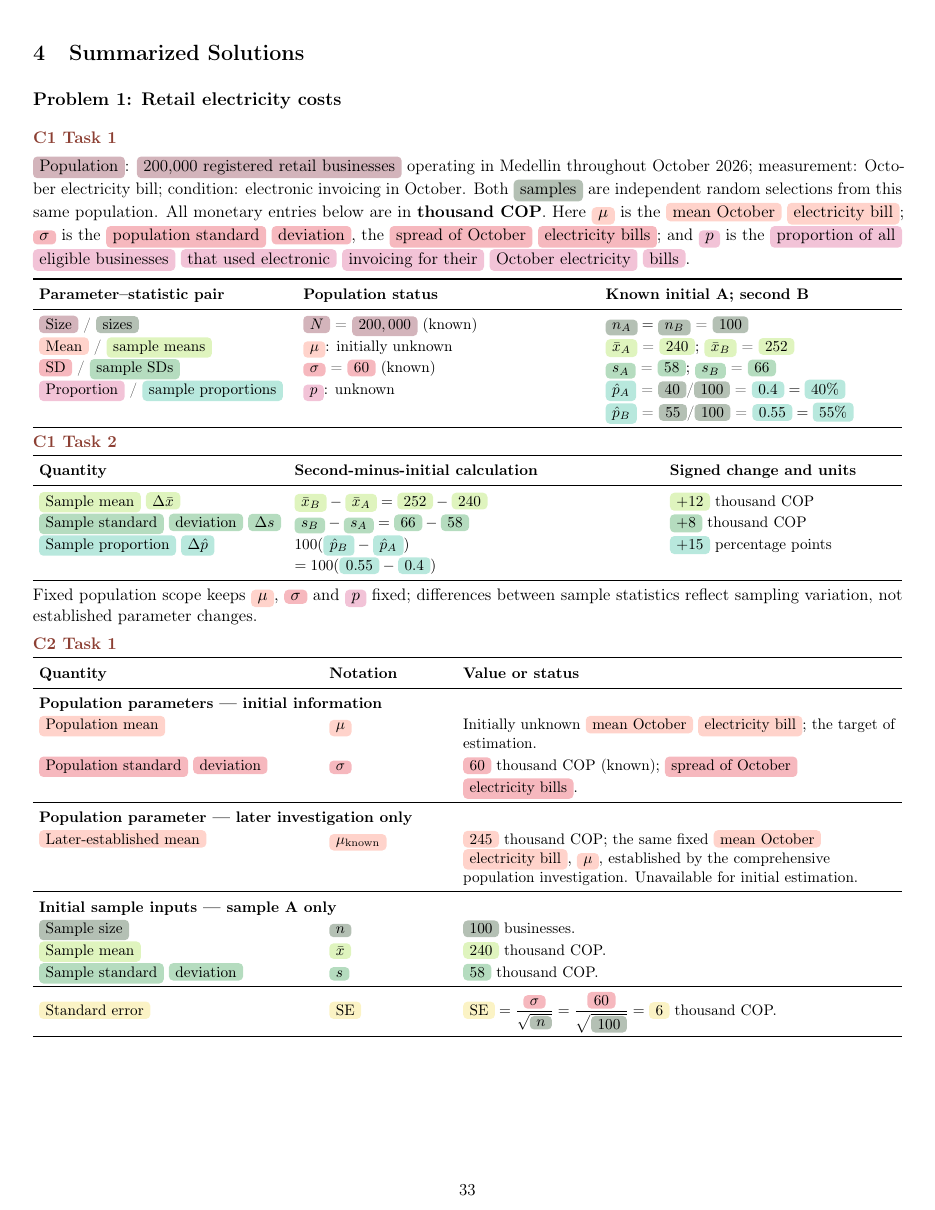 4 Summarized Solutions
Problem 1: Retail electricity costs
C1 Task 1
Population : 200,000 registered retail businesses operating in Medellin throughout October 2026; measurement: Octo-
ber electricity bill; condition: electronic invoicing in October. Both samples are independent random selections from this
same population. All monetary entries below are in thousand COP. Here μ is the mean October electricity bill ;
σ is the population standard deviation , the spread of October electricity bills ; and p is the proportion of all
eligible businesses that used electronic invoicing for their October electricity bills .
Parameter–statistic pair Population status Known initial A; second B
Size / sizes N = 200,000 (known) n_A = n_B = 100
Mean / sample means μ : initially unknown x̄_A = 240 ; x̄_B = 252
SD / sample SDs σ = 60 (known) s_A = 58 ; s_B = 66
Proportion / sample proportions p : unknown p̂_A = 40 / 100 = 0.4 = 40%
p̂_B = 55 / 100 = 0.55 = 55%
C1 Task 2
Quantity Second-minus-initial calculation Signed change and units
Sample mean Δx̄ x̄_B − x̄_A = 252 − 240 +12 thousand COP
Sample standard deviation Δs s_B − s_A = 66 − 58 +8 thousand COP
Sample proportion Δp̂ 100( p̂_B − p̂_A ) +15 percentage points
= 100( 0.55 − 0.4 )
Fixed population scope keeps μ , σ and p fixed; differences between sample statistics reflect sampling variation, not
established parameter changes.
C2 Task 1
Quantity Notation Value or status
Population parameters — initial information
Population mean μ Initially unknown mean October electricity bill ; the target of
estimation.
Population standard deviation σ 60 thousand COP (known); spread of October
electricity bills .
Population parameter — later investigation only
Later-established mean μ_known 245 thousand COP; the same fixed mean October
electricity bill , μ , established by the comprehensive
population investigation. Unavailable for initial estimation.
Initial sample inputs — sample A only
Sample size n 100 businesses.
Sample mean x̄ 240 thousand COP.
Sample standard deviation s 58 thousand COP.
Standard error SE SE = σ/√n = 60/√100 = 6 thousand COP.
33